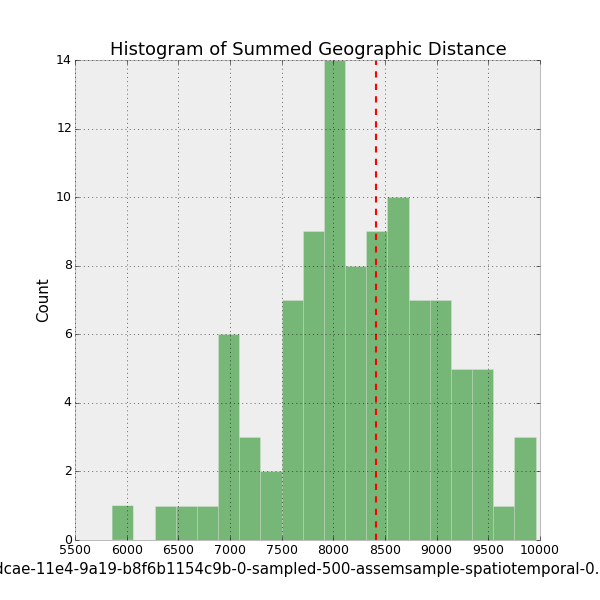 Histogram of Summed Geographic Distance
14
12
10
8
6
4
2
0
Count
5500 6000 6500 7000 7500 8000 8500 9000 9500 10000
dcae-11e4-9a19-b8f6b1154c9b-0-sampled-500-assemsample-spatiotemporal-0.